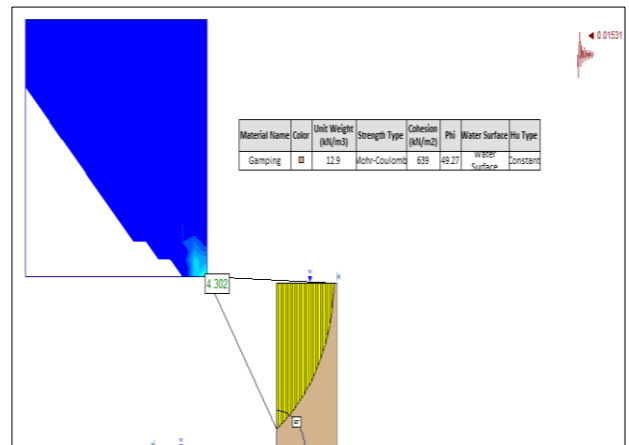 0.01531
Material Name Color Unit Weight (kN/m3) Strength Type Cohesion (kN/m2) Phi Water Surface Hu Type
Gamping 12.9 Mohr-Coulomb 639 49.27 Water Surface Constant
4.302